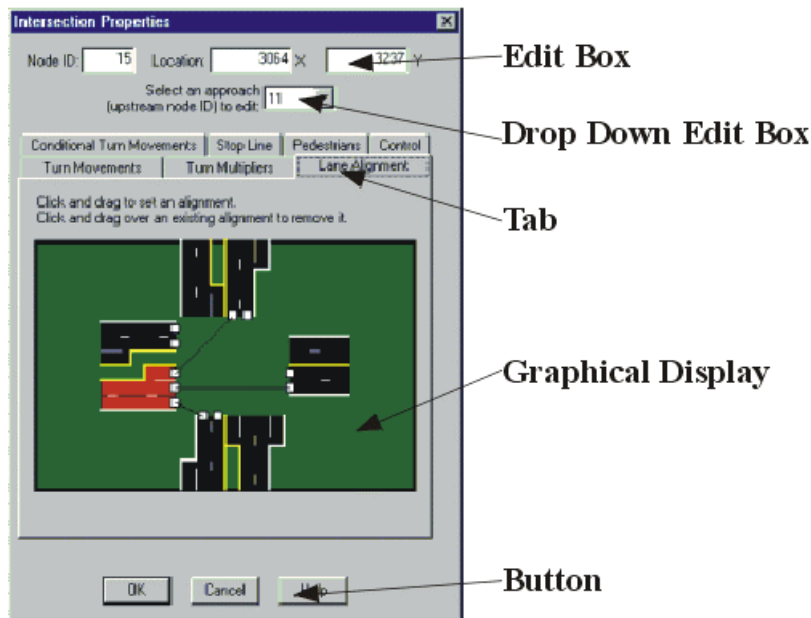 Intersection Properties
Node ID: 15 Location: 3064 X 3237 Y
Edit Box
Select an approach
(upstream node ID) to edit: 11
Drop Down Edit Box
Conditional Turn Movements Stop Line Pedestrians Control
Turn Movements Turn Multipliers Lane Alignment
Tab
Click and drag to set an alignment.
Click and drag over an existing alignment to remove it.
Graphical Display
OK Cancel Help
Button